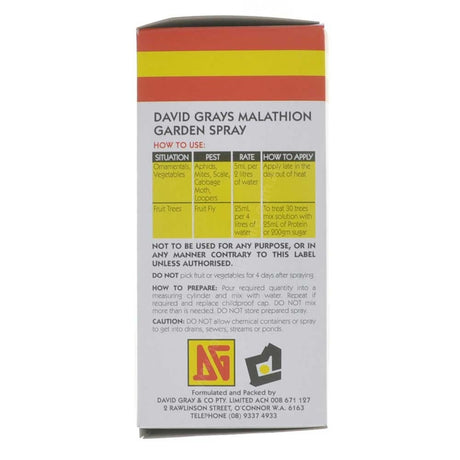 DAVID GRAYS MALATHION
GARDEN SPRAY
HOW TO USE:
SITUATION PEST RATE HOW TO APPLY
Ornamentals, Vegetables Aphids, Mites, Scale, Cabbage Moth, Loopers 5mL per 2 litres of water Apply late in the day out of heat
Fruit Trees Fruit Fly 25mL per 4 litres of water To treat 30 trees mix solution with 25mL of Protein or 200gm sugar
NOT TO BE USED FOR ANY PURPOSE, OR IN
ANY MANNER CONTRARY TO THIS LABEL
UNLESS AUTHORISED.
DO NOT pick fruit or vegetables for 4 days after spraying.
HOW TO PREPARE: Pour required quantity into a
measuring cylinder and mix with water. Repeat if
required and replace childproof cap. DO NOT mix
more than is needed. DO NOT store prepared spray.
CAUTION: DO NOT allow chemical containers or spray
to get into drains, sewers, streams or ponds.
DG
Formulated and Packed by
DAVID GRAY & CO PTY. LIMITED ACN 008 671 127
2 RAWLINSON STREET, O'CONNOR W.A. 6163
TELEPHONE (08) 9337 4933